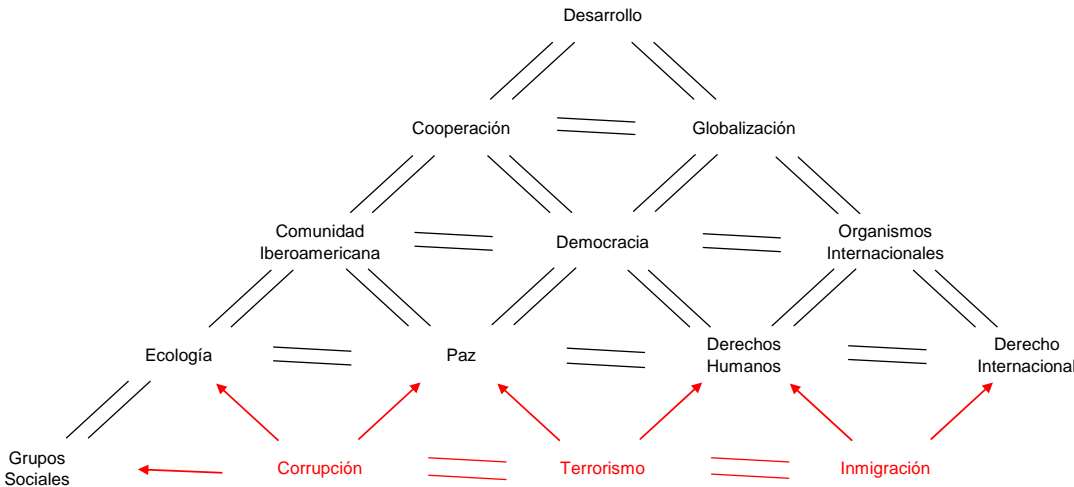 Desarrollo
Cooperación
Globalización
Comunidad
Iberoamericana
Democracia
Organismos
Internacionales
Ecología
Paz
Derechos
Humanos
Derecho
Internacional
Grupos
Sociales
Corrupción
Terrorismo
Inmigración